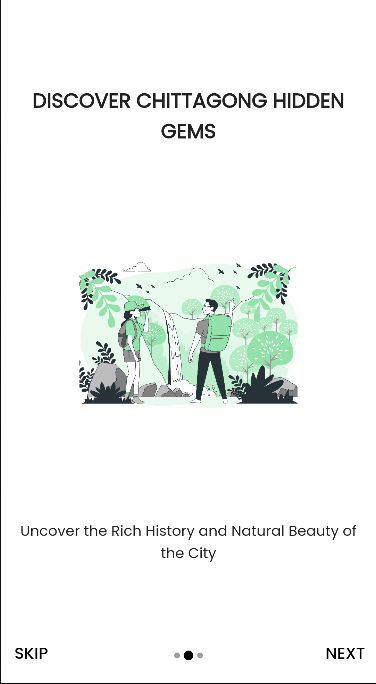 DISCOVER CHITTAGONG HIDDEN
GEMS
Uncover the Rich History and Natural Beauty of
the City
SKIP
NEXT